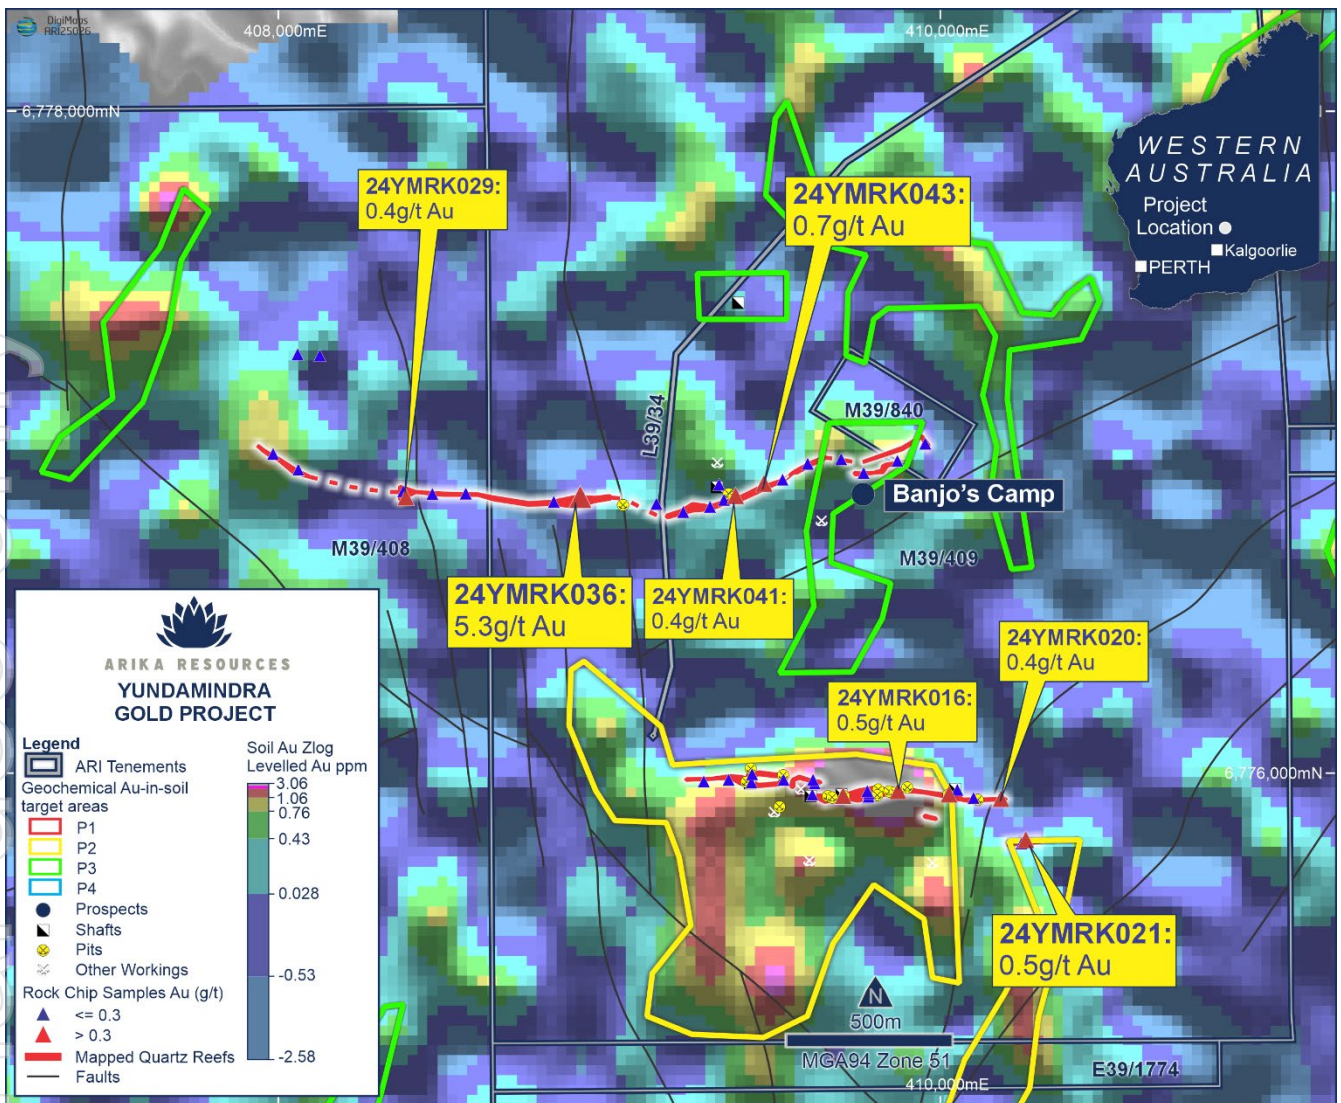 DigiMaps
ARI25026
408,000mE
410,000mE
6,778,000mN
WESTERN
AUSTRALIA
Project
Location
Kalgoorlie
PERTH
24YMRK029:
0.4g/t Au
24YMRK043:
0.7g/t Au
L39/34
M39/840
Banjo's Camp
M39/408
M39/409
24YMRK036:
5.3g/t Au
24YMRK041:
0.4g/t Au
24YMRK020:
0.4g/t Au
24YMRK016:
0.5g/t Au
6,776,000mN
24YMRK021:
0.5g/t Au
N
500m
MGA94 Zone 51
410,000mE
E39/1774
ARIKA RESOURCES
YUNDAMINDRA
GOLD PROJECT
Legend
ARI Tenements
Geochemical Au-in-soil
target areas
P1
P2
P3
P4
Prospects
Shafts
Pits
Other Workings
Rock Chip Samples Au (g/t)
<= 0.3
> 0.3
Mapped Quartz Reefs
Faults
Soil Au Zlog
Levelled Au ppm
3.06
1.06
0.76
0.43
0.028
-0.53
-2.58